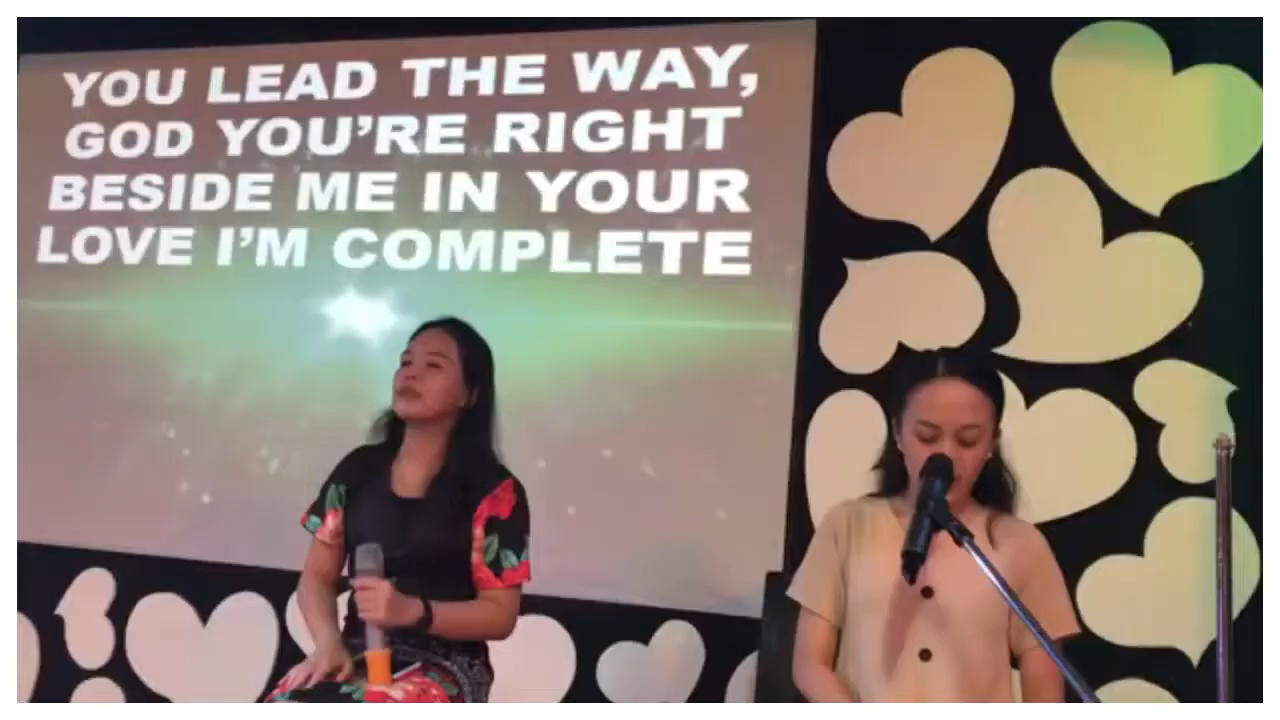 YOU LEAD THE WAY,
GOD YOU'RE RIGHT
BESIDE ME IN YOUR
LOVE I'M COMPLETE